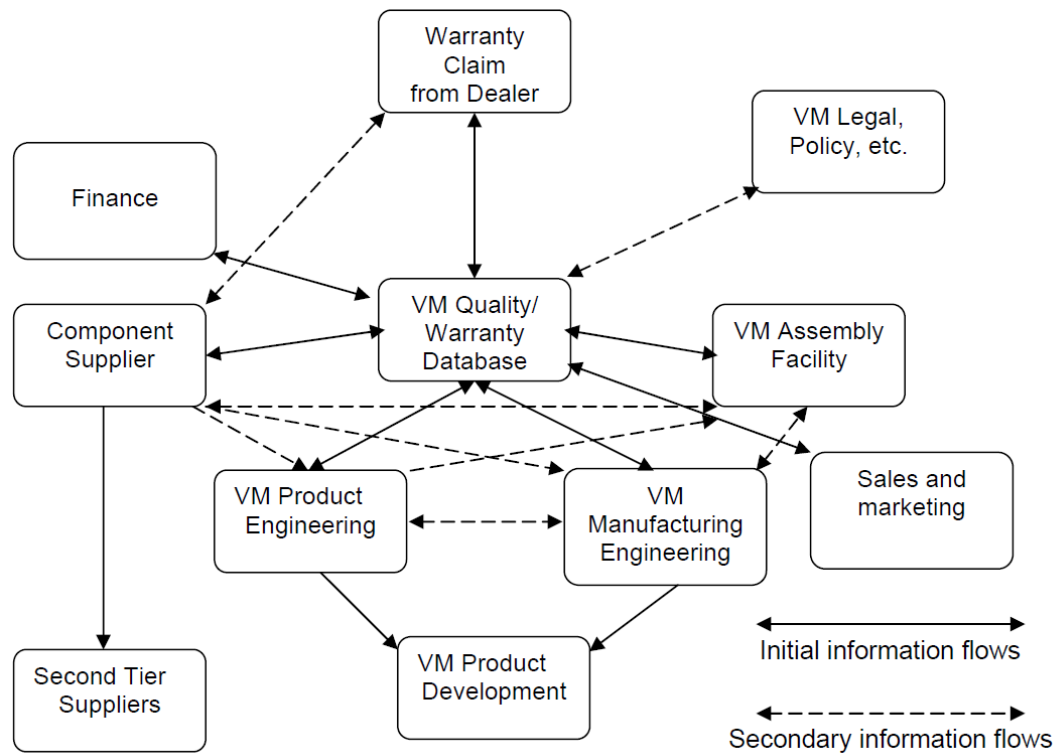 Warranty
Claim
from Dealer
VM Legal,
Policy, etc.
Finance
VM Quality/
Warranty
Database
Component
Supplier
VM Assembly
Facility
VM Product
Engineering
VM
Manufacturing
Engineering
Sales and
marketing
Second Tier
Suppliers
VM Product
Development
Initial information flows
Secondary information flows